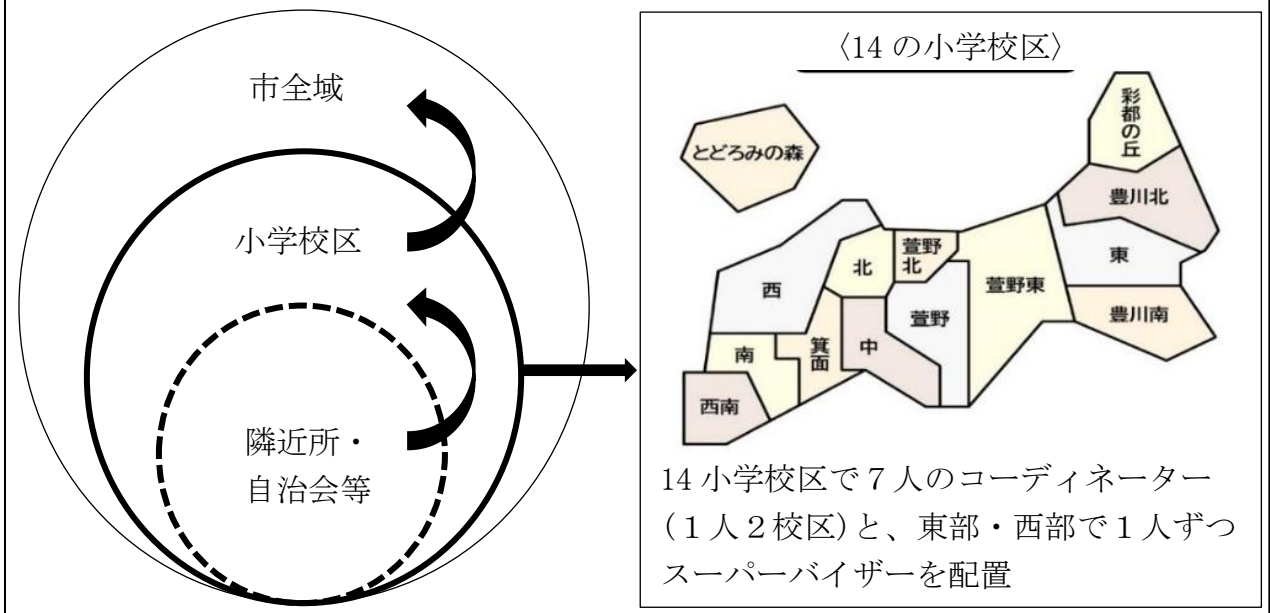 市全域
小学校区
隣近所・
自治会等
〈14の小学校区〉
彩都の丘
とどろみの森
豊川北
東
萱野
北
北
西
萱野東
萱野
豊川南
中
箕面
南
西南
14小学校区で7人のコーディネーター
(1人2校区)と、東部・西部で1人ずつ
スーパーバイザーを配置